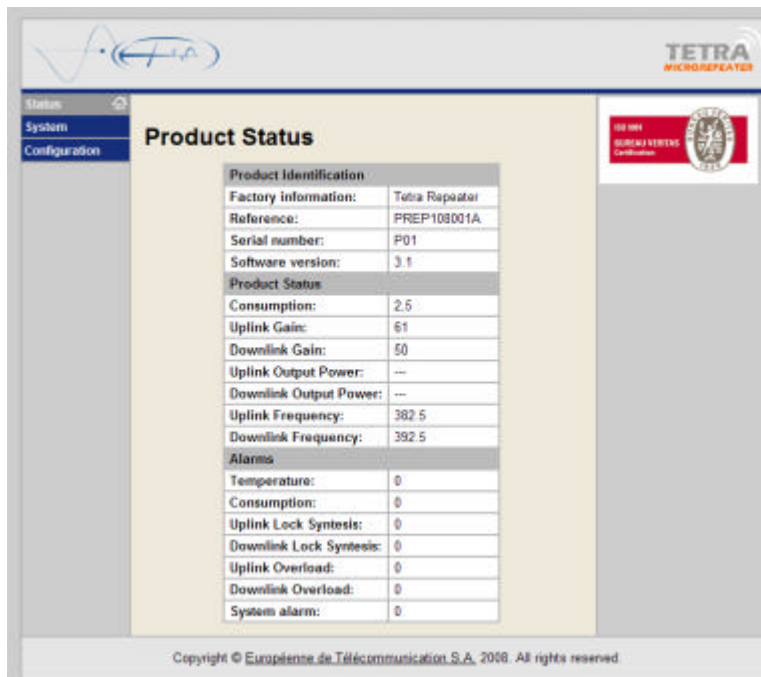 TETRA
MICROREPEATER
Status
System
Configuration
ISO 9001
BUREAU VERITAS
Certification
Product Status
Product Identification
Factory information: Tetra Repeater
Reference: PREP108001A
Serial number: P01
Software version: 3.1
Product Status
Consumption: 2.5
Uplink Gain: 61
Downlink Gain: 50
Uplink Output Power: ---
Downlink Output Power: ---
Uplink Frequency: 382.5
Downlink Frequency: 392.5
Alarms
Temperature: 0
Consumption: 0
Uplink Lock Syntesis: 0
Downlink Lock Syntesis: 0
Uplink Overload: 0
Downlink Overload: 0
System alarm: 0
Copyright © Européenne de Télécommunication S.A. 2008. All rights reserved.